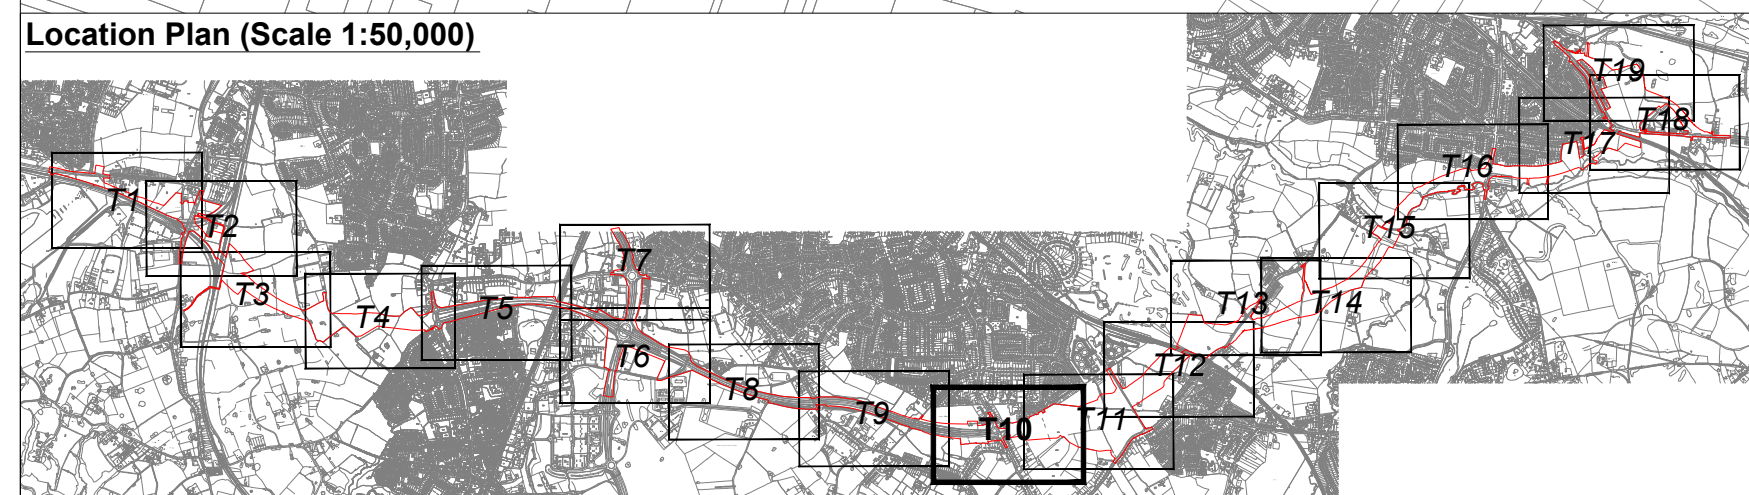 Location Plan (Scale 1:50,000)
T1
T2
T3
T4
T5
T6
T7
T8
T9
T10
T11
T12
T13
T14
T15
T16
T17
T18
T19